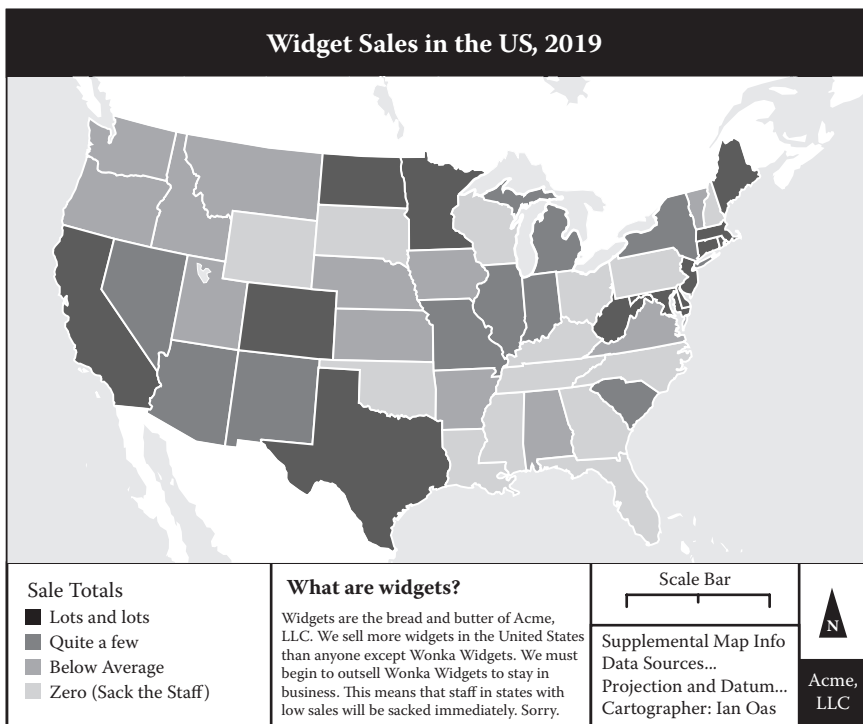 Widget Sales in the US, 2019
Sale Totals
Lots and lots
Quite a few
Below Average
Zero (Sack the Staff)
What are widgets?
Widgets are the bread and butter of Acme,
LLC. We sell more widgets in the United States
than anyone except Wonka Widgets. We must
begin to outsell Wonka Widgets to stay in
business. This means that staff in states with
low sales will be sacked immediately. Sorry.
Scale Bar
Supplemental Map Info
Data Sources...
Projection and Datum...
Cartographer: Ian Oas
N
Acme,
LLC